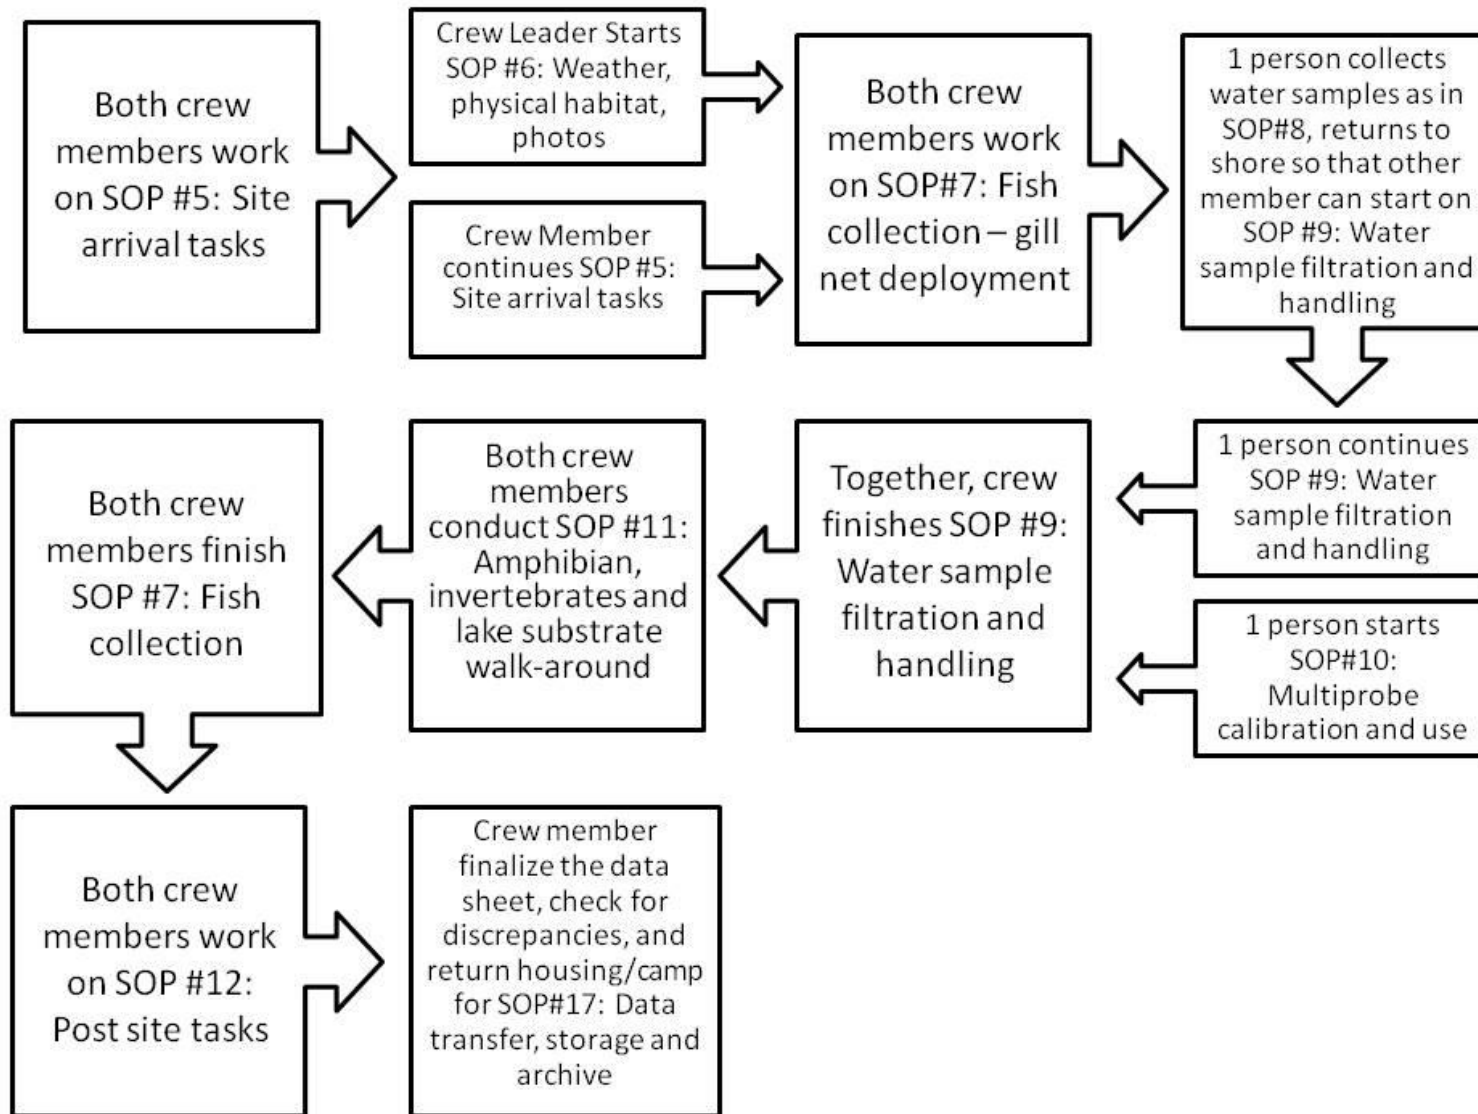 Both crew
members work
on SOP #5: Site
arrival tasks
Crew Leader Starts
SOP #6: Weather,
physical habitat,
photos
Crew Member
continues SOP #5:
Site arrival tasks
Both crew
members work
on SOP#7: Fish
collection – gill
net deployment
1 person collects
water samples as in
SOP#8, returns to
shore so that other
member can start on
SOP #9: Water
sample filtration and
handling
1 person continues
SOP #9: Water
sample filtration
and handling
1 person starts
SOP#10:
Multiprobe
calibration and use
Together, crew
finishes SOP #9:
Water sample
filtration and
handling
Both crew
members
conduct SOP #11:
Amphibian,
invertebrates and
lake substrate
walk-around
Both crew
members finish
SOP #7: Fish
collection
Both crew
members work
on SOP #12:
Post site tasks
Crew member
finalize the data
sheet, check for
discrepancies, and
return housing/camp
for SOP#17: Data
transfer, storage and
archive